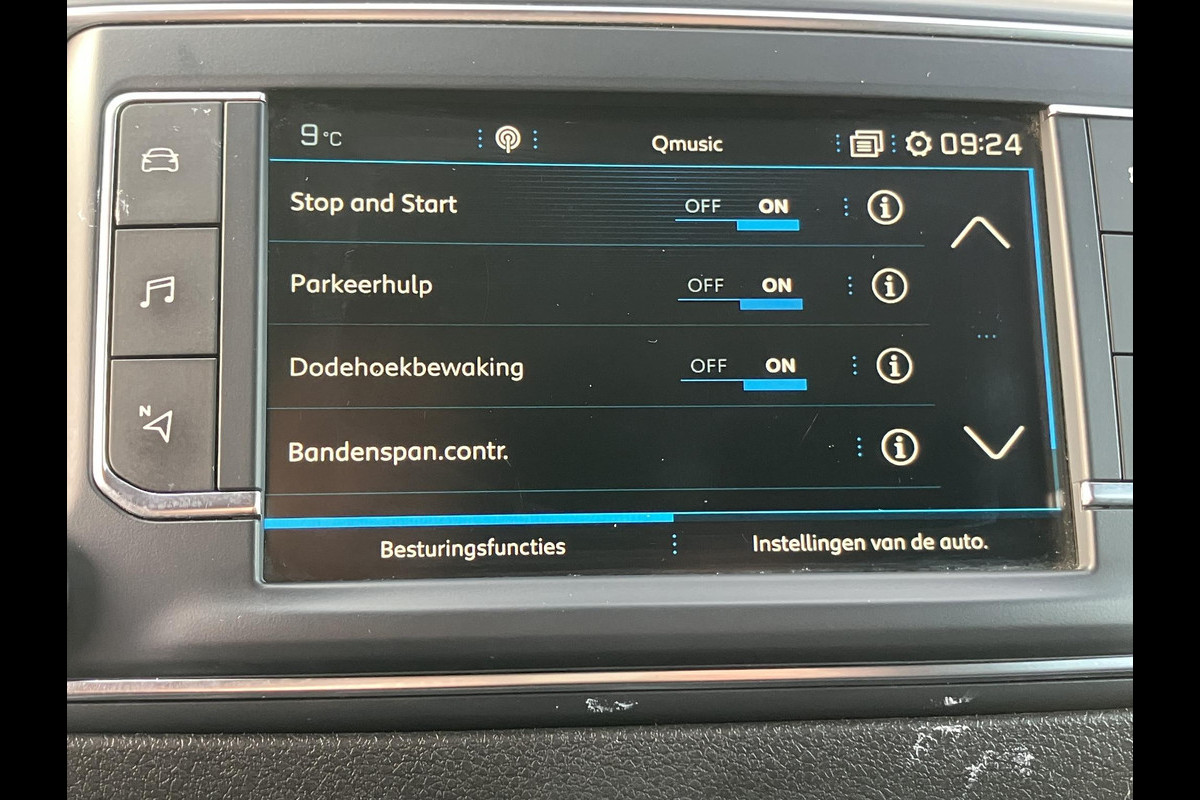 9°C Qmusic 09:24
Stop and Start OFF ON
Parkeerhulp OFF ON
Dodehoekbewaking OFF ON
Bandenspan.contr.
N
Besturingsfuncties Instellingen van de auto.